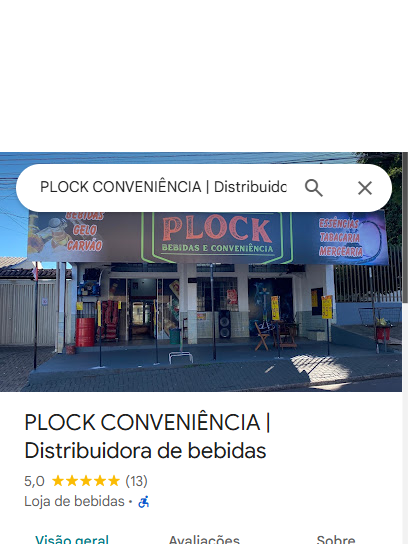 PLOCK CONVENIÊNCIA | Distribuido
BEBIDAS
GELO
CARVÃO
PLOCK
BEBIDAS E CONVENIÊNCIA
ESSÊNCIAS
TABACARIA
MERCEARIA
PLOCK CONVENIÊNCIA |
Distribuidora de bebidas
5,0 ★★★★★ (13)
Loja de bebidas ·
Visão geral Avaliações Sobre